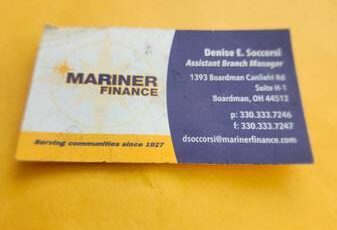 MARINER
FINANCE
Serving communities since 1927
Denise E. Soccorsi
Assistant Branch Manager
1393 Boardman Canfield Rd
Suite H-1
Boardman, OH 44512
p: 330.333.7246
f: 330.333.7247
dsoccorsi@marinerfinance.com